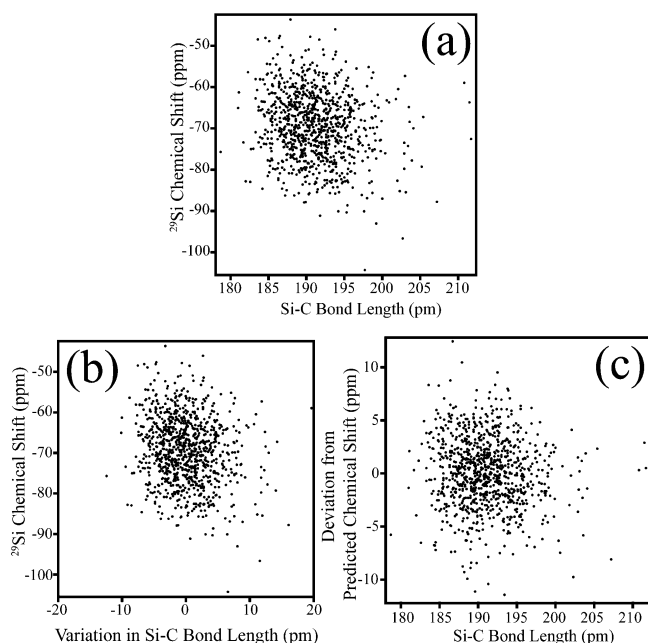 (a)
-50
-60
-70
-80
-90
-100
²⁹Si Chemical Shift (ppm)
180 185 190 195 200 205 210
Si-C Bond Length (pm)
(b)
-50
-60
-70
-80
-90
-100
²⁹Si Chemical Shift (ppm)
-20 -10 0 10 20
Variation in Si-C Bond Length (pm)
(c)
10
5
0
-5
-10
Deviation from
Predicted Chemical Shift (ppm)
180 185 190 195 200 205 210
Si-C Bond Length (pm)